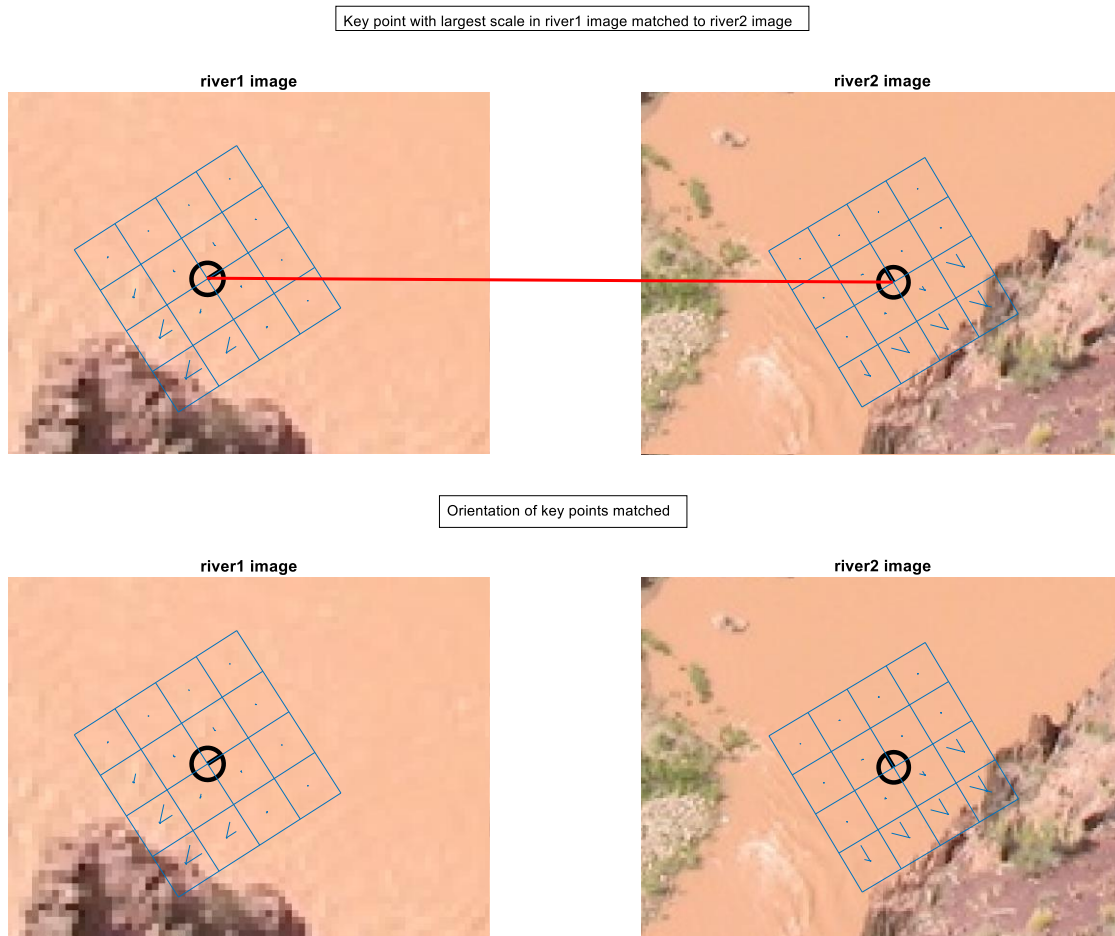 Key point with largest scale in river1 image matched to river2 image
river1 image
river2 image
Orientation of key points matched
river1 image
river2 image